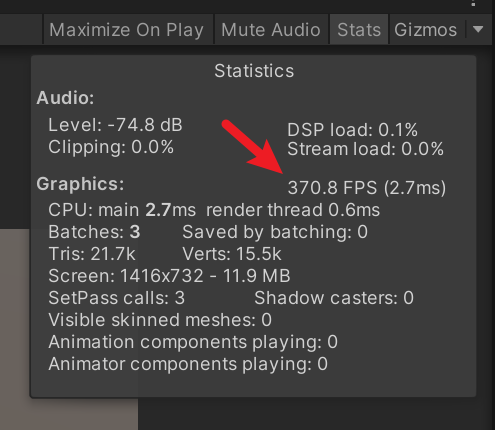 Maximize On Play Mute Audio Stats Gizmos
Statistics
Audio:
Level: -74.8 dB DSP load: 0.1%
Clipping: 0.0% Stream load: 0.0%
Graphics: 370.8 FPS (2.7ms)
CPU: main 2.7ms render thread 0.6ms
Batches: 3 Saved by batching: 0
Tris: 21.7k Verts: 15.5k
Screen: 1416x732 - 11.9 MB
SetPass calls: 3 Shadow casters: 0
Visible skinned meshes: 0
Animation components playing: 0
Animator components playing: 0